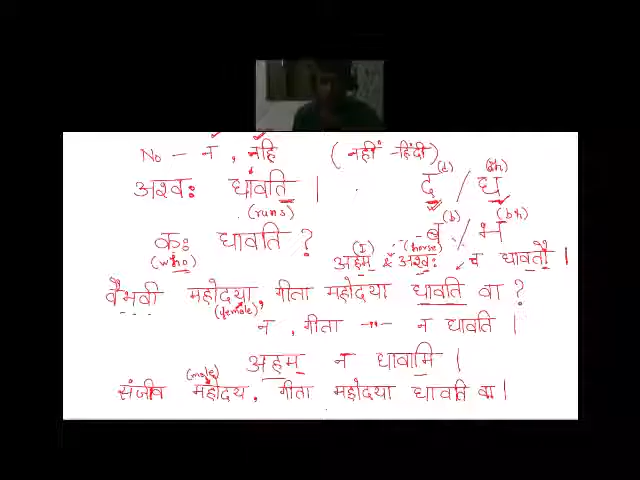 No - न , नहि (नहीं - हिंदी)
अश्वः धावति । द (d) / ध (dh)
(runs)
ब (b) / भ (bh)
कः धावति ?
(who)
अहम् (I) & अश्वः (horse) च धावतौ ।
वैभवी महोदया, गीता महोदया धावति वा ?
(female)
न , गीता -"- न धावति ।
अहम् न धावामि ।
(male)
संजीव महोदय, गीता महोदया धावति वा ।